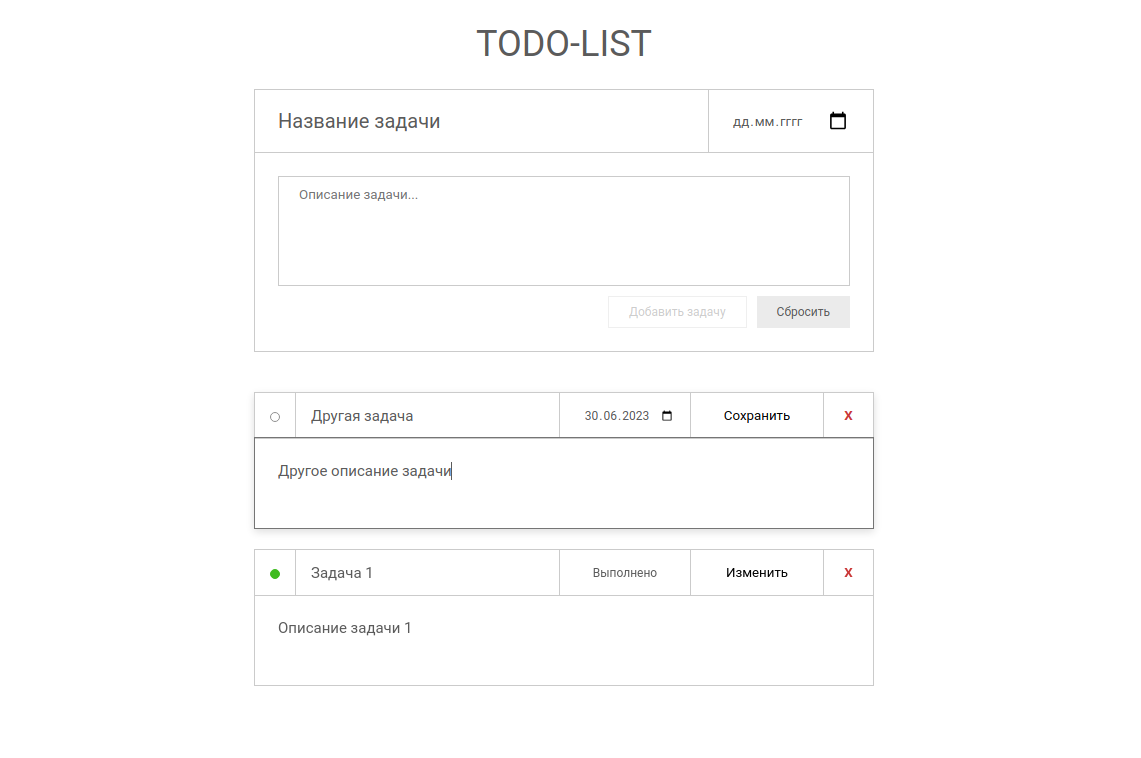 TODO-LIST
Название задачи дд.мм.гггг
Описание задачи...
Добавить задачу Сбросить
Другая задача 30.06.2023 Сохранить X
Другое описание задачи
Задача 1 Выполнено Изменить X
Описание задачи 1